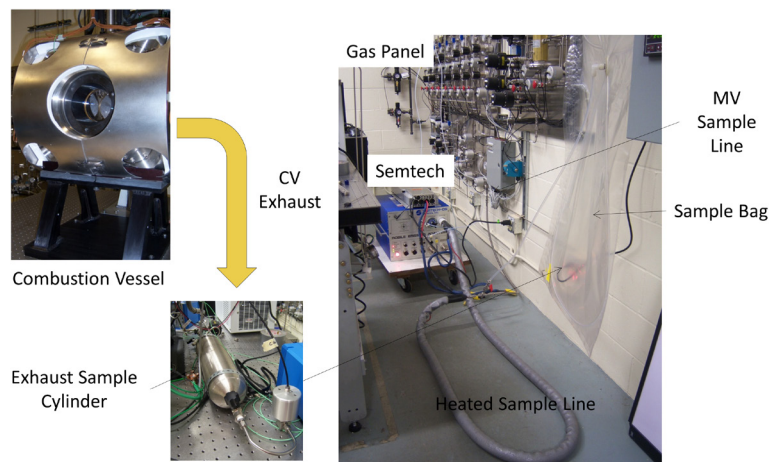 Gas Panel
MV
Sample
Line
Semtech
CV
Exhaust
Sample Bag
Combustion Vessel
Exhaust Sample
Cylinder
Heated Sample Line